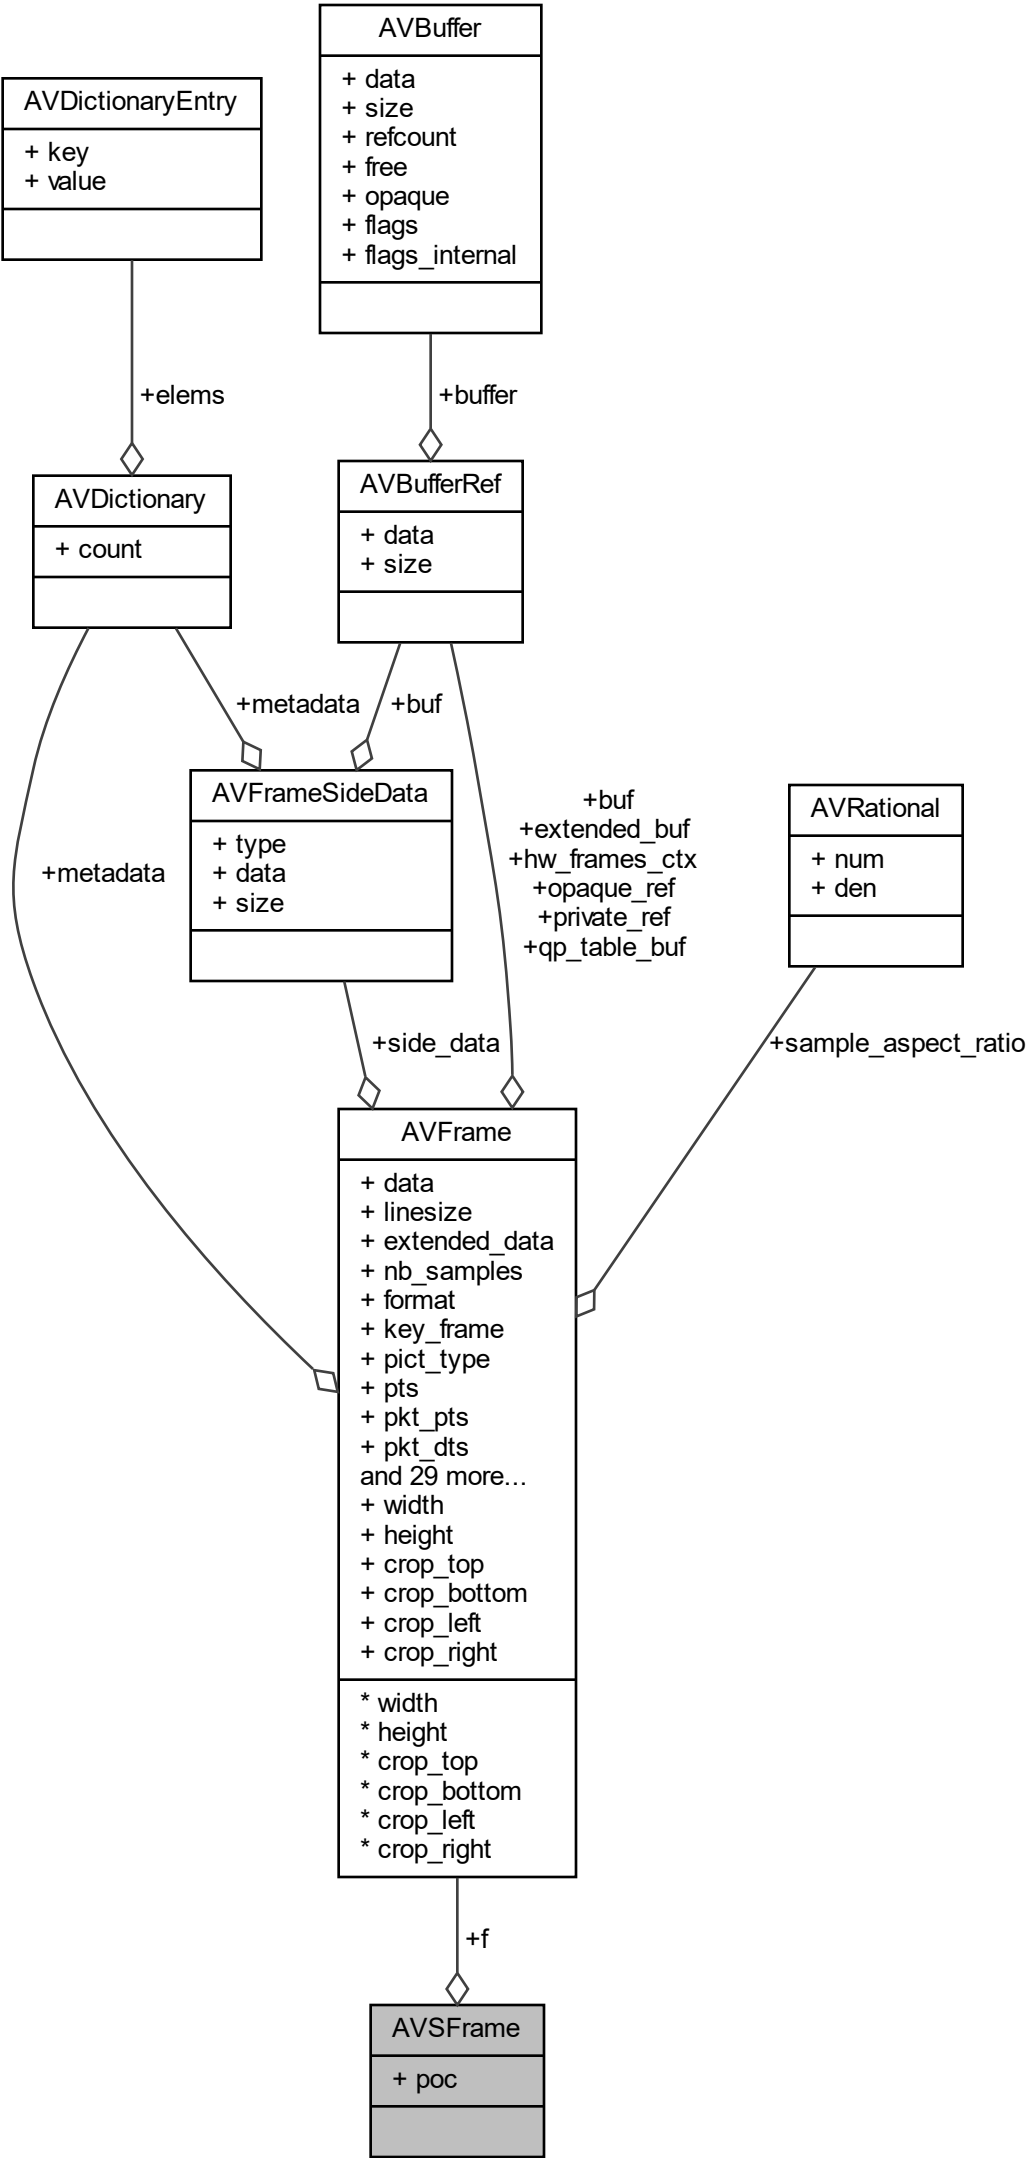 AVBuffer
+ data
+ size
+ refcount
+ free
+ opaque
+ flags
+ flags_internal
AVDictionaryEntry
+ key
+ value
+elems
+buffer
AVDictionary
+ count
AVBufferRef
+ data
+ size
+metadata
+buf
AVFrameSideData
+ type
+ data
+ size
+metadata
+buf
+extended_buf
+hw_frames_ctx
+opaque_ref
+private_ref
+qp_table_buf
AVRational
+ num
+ den
+side_data
+sample_aspect_ratio
AVFrame
+ data
+ linesize
+ extended_data
+ nb_samples
+ format
+ key_frame
+ pict_type
+ pts
+ pkt_pts
+ pkt_dts
and 29 more...
+ width
+ height
+ crop_top
+ crop_bottom
+ crop_left
+ crop_right
* width
* height
* crop_top
* crop_bottom
* crop_left
* crop_right
+f
AVSFrame
+ poc